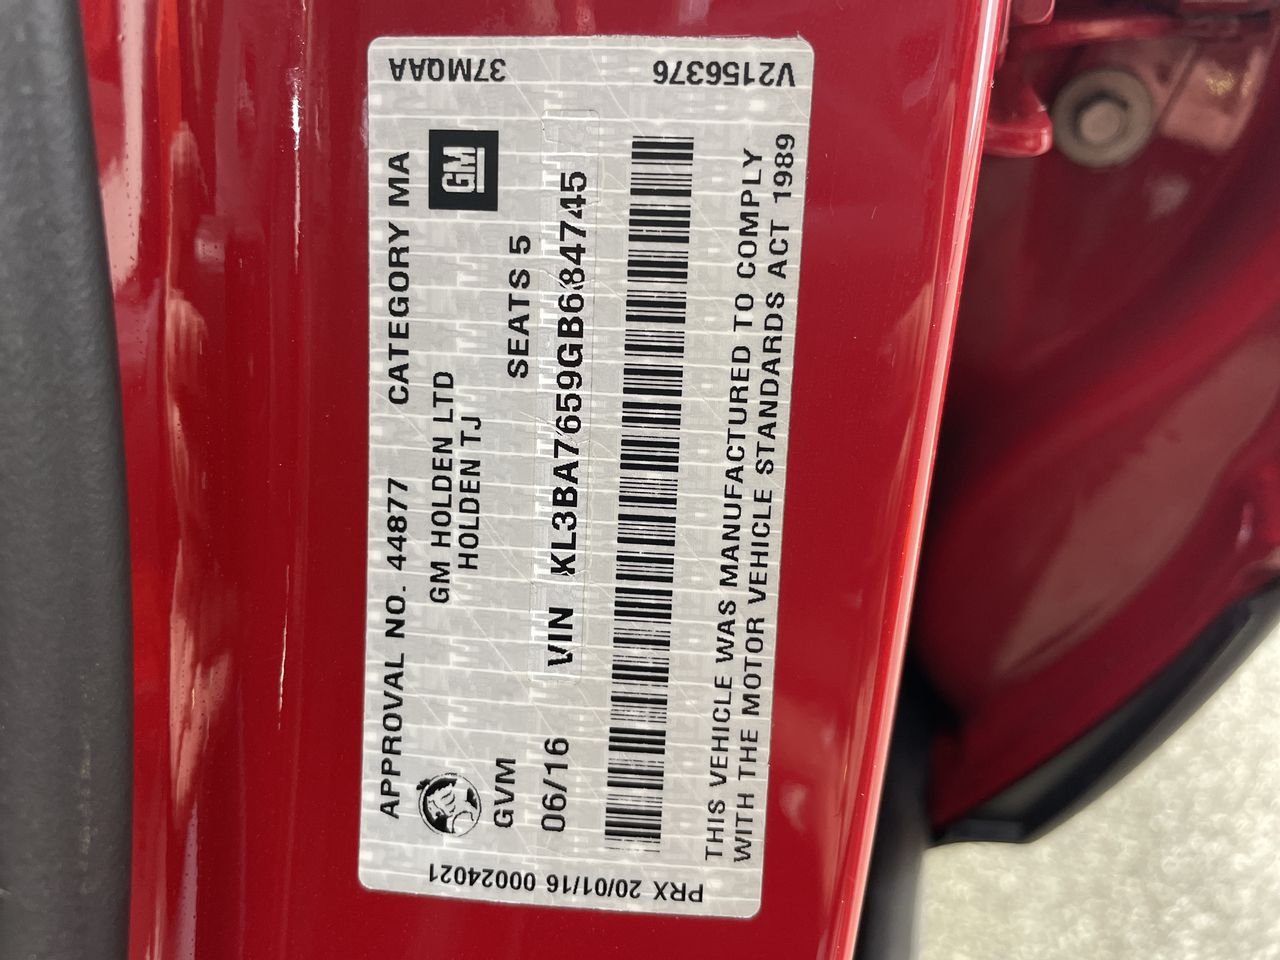 37MQAA V2156376
APPROVAL NO. 44877 CATEGORY MA
GM HOLDEN LTD
HOLDEN TJ
GM
GVM SEATS 5
06/16 VIN KL3BA7659GB684745
THIS VEHICLE WAS MANUFACTURED TO COMPLY
WITH THE MOTOR VEHICLE STANDARDS ACT 1989
PRX 20/01/16 00024021